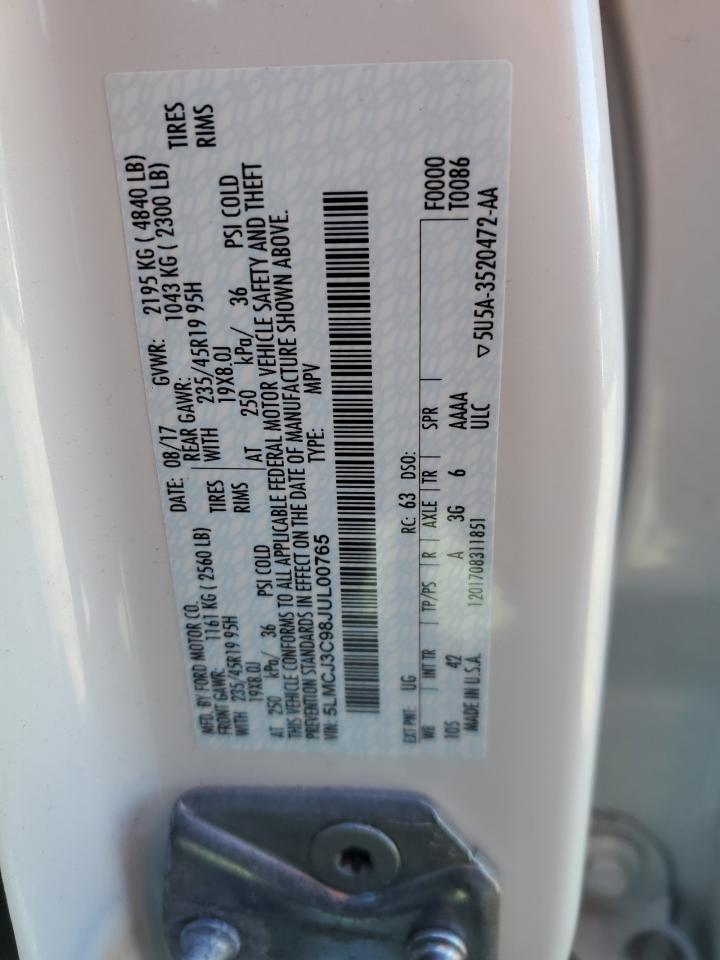 MFD. BY FORD MOTOR CO. DATE: 08/17 GVWR: 2195 KG ( 4840 LB)
FRONT GAWR: 1161 KG ( 2560 LB) REAR GAWR: 1043 KG ( 2300 LB)
WITH 235/45R19 95H TIRES WITH 235/45R19 95H TIRES
19X8.0J RIMS 19X8.0J RIMS
AT 250 kPa/ 36 PSI COLD AT 250 kPa/ 36 PSI COLD
THIS VEHICLE CONFORMS TO ALL APPLICABLE FEDERAL MOTOR VEHICLE SAFETY AND THEFT
PREVENTION STANDARDS IN EFFECT ON THE DATE OF MANUFACTURE SHOWN ABOVE.
VIN: 5LMCJ3C98JUL00765 TYPE: MPV
EXT PNT: UG RC: 63 DSO: F0000
WB INT TR TP/PS R AXLE TR SPR T0086
105 42 A 3G 6 AAAA
MADE IN U.S.A. 1201708311851 ULC ▽5U5A-3520472-AA